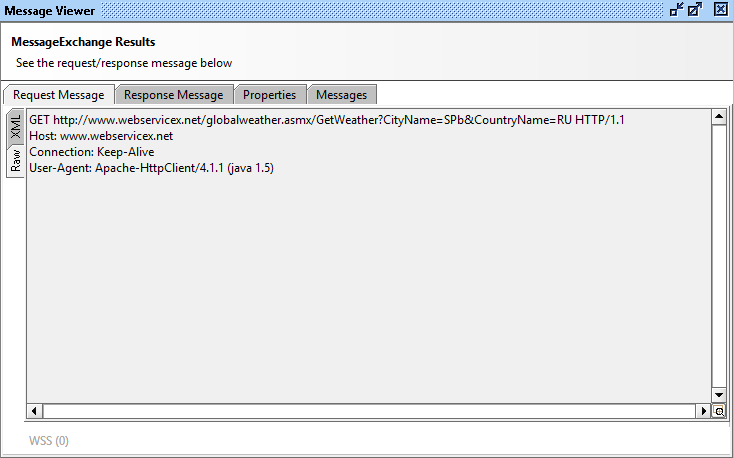 Message Viewer
MessageExchange Results
See the request/response message below
Request Message Response Message Properties Messages
XML
Raw
GET http://www.webservicex.net/globalweather.asmx/GetWeather?CityName=SPb&CountryName=RU HTTP/1.1
Host: www.webservicex.net
Connection: Keep-Alive
User-Agent: Apache-HttpClient/4.1.1 (java 1.5)
WSS (0)